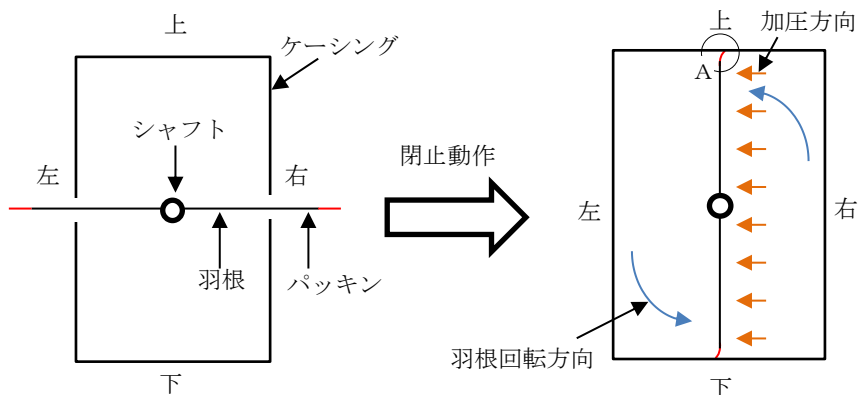 上
ケーシング
シャフト
左
右
羽根
パッキン
下
閉止動作
上
加圧方向
A
左
右
羽根回転方向
下